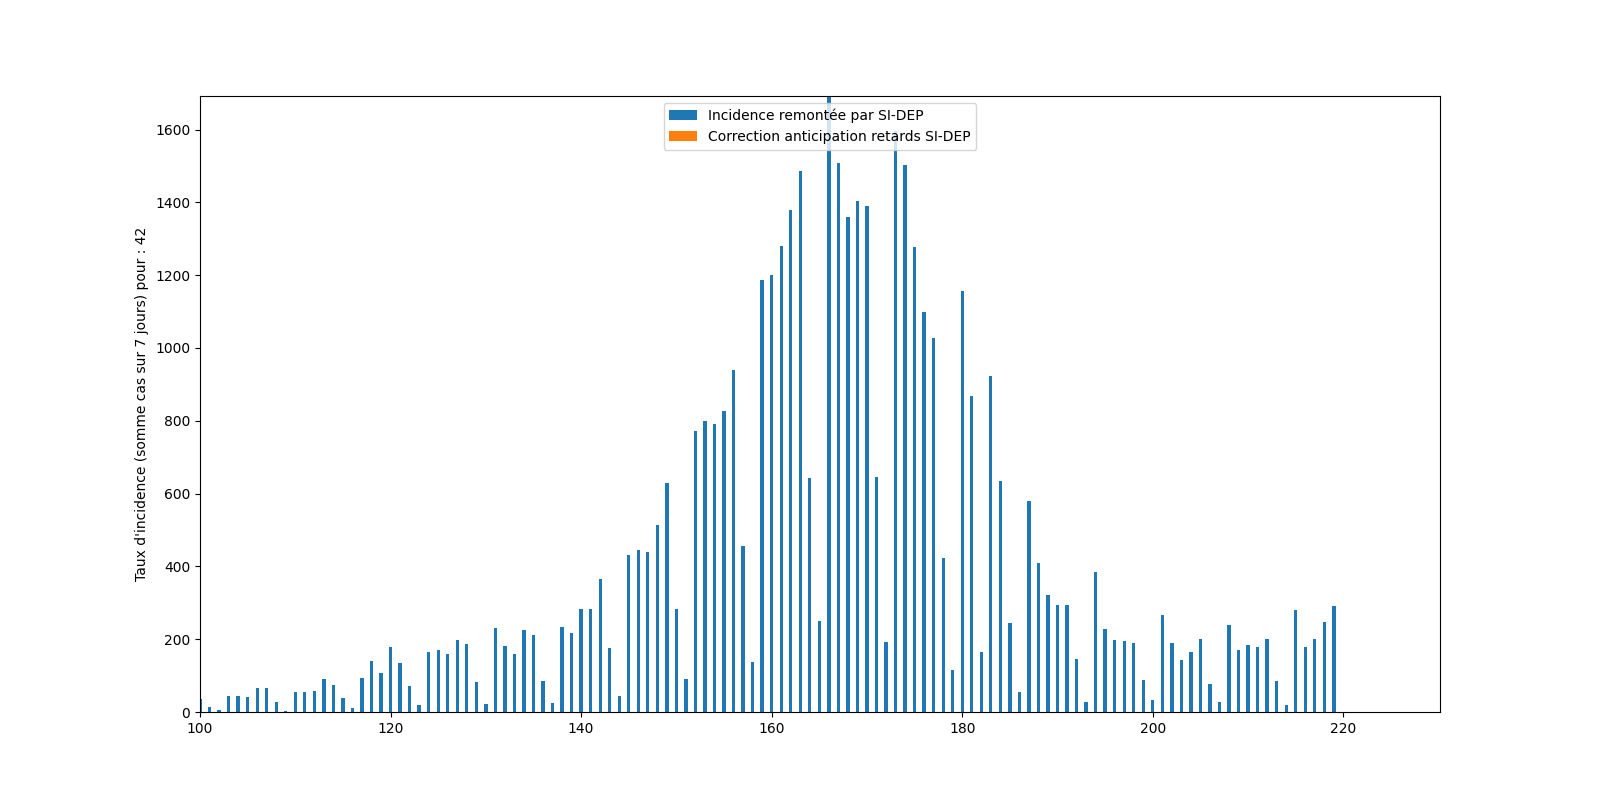 Incidence remontée par SI-DEP
Correction anticipation retards SI-DEP
Taux d'incidence (somme cas sur 7 jours) pour : 42
1600
1400
1200
1000
800
600
400
200
0
100 120 140 160 180 200 220